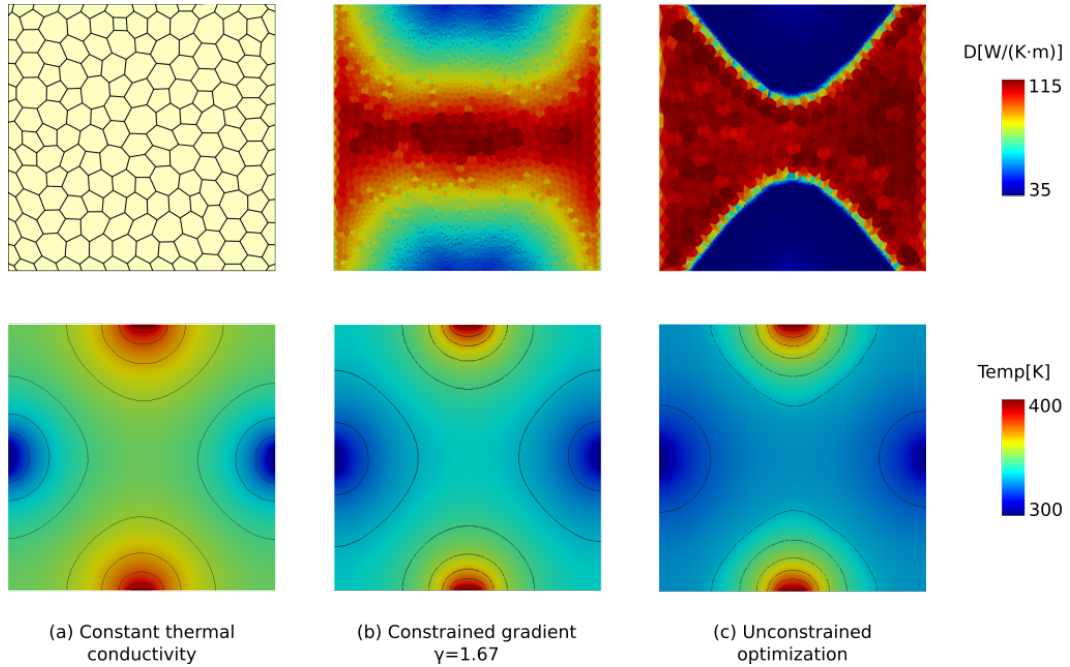 D[W/(K·m)]
115
35
Temp[K]
400
300
(a) Constant thermal
conductivity
(b) Constrained gradient
γ=1.67
(c) Unconstrained
optimization